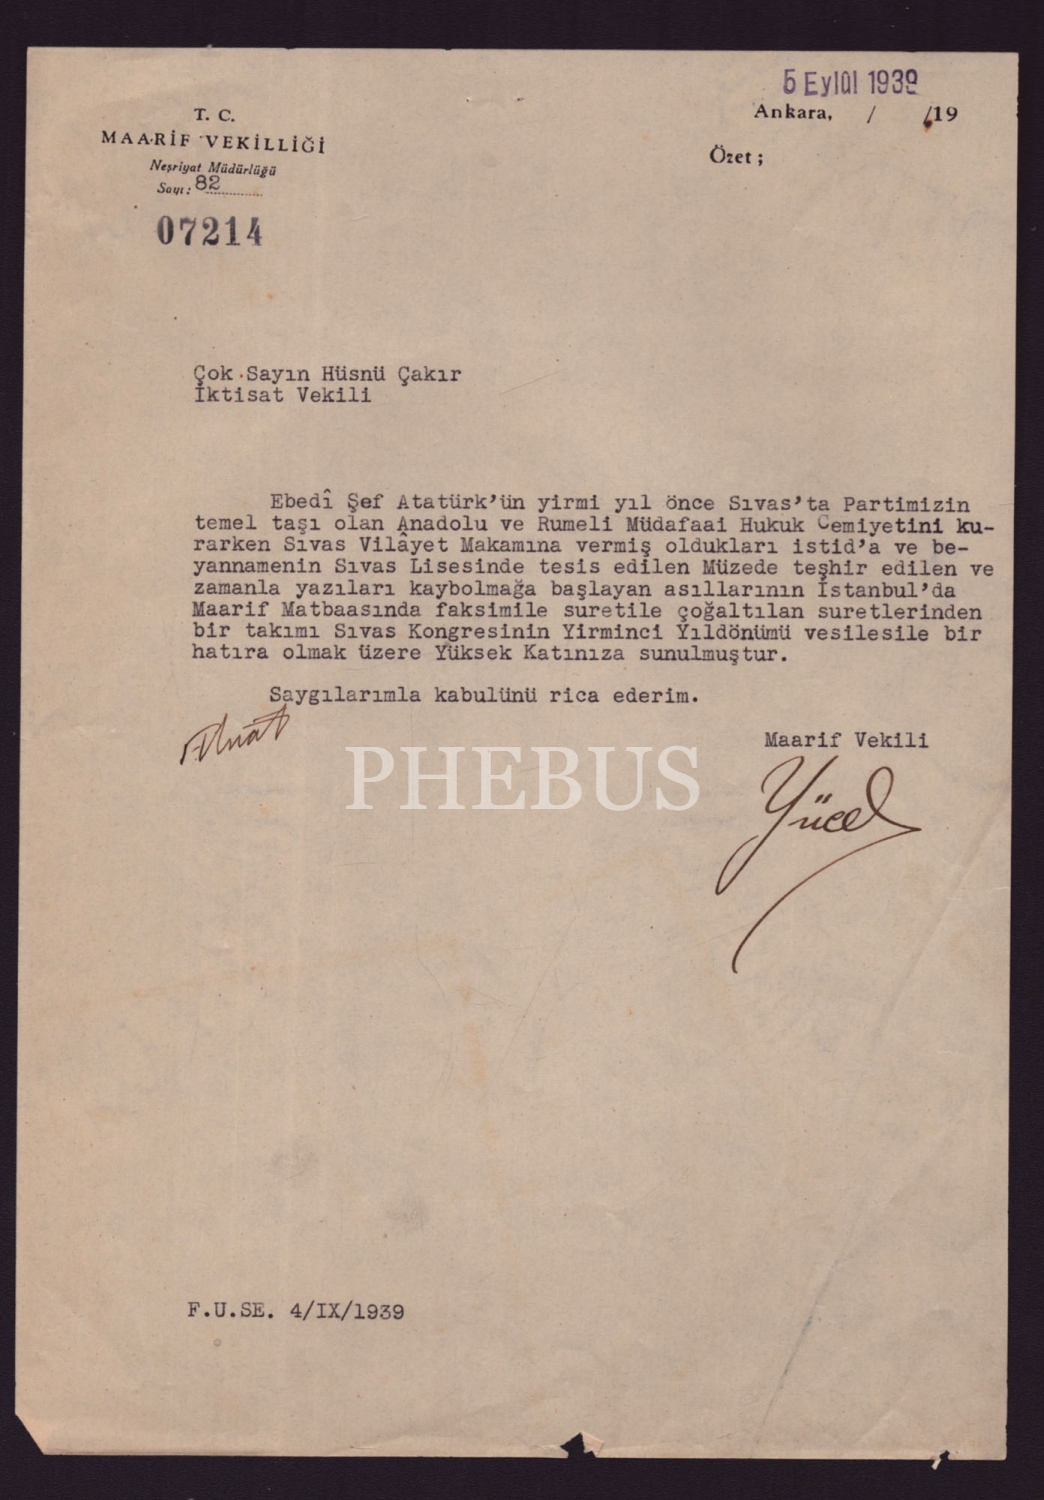 5 Eylûl 1939
T. C.
Ankara, / /19
MAARİF VEKİLLİĞİ
Özet ;
Neşriyat Müdürlüğü
Sayı: 82
07214
Çok Sayın Hüsnü Çakır
İktisat Vekili
Ebedî Şef Atatürk'ün yirmi yıl önce Sıvas'ta Partimizin
temel taşı olan Anadolu ve Rumeli Müdafaai Hukuk Cemiyetini ku-
rarken Sıvas Vilâyet Makamına vermiş oldukları istid'a ve be-
yannamenin Sıvas Lisesinde tesis edilen Müzede teşhir edilen ve
zamanla yazıları kaybolmağa başlayan asıllarının İstanbul'da
Maarif Matbaasında faksimile suretile çoğaltılan suretlerinden
bir takımı Sıvas Kongresinin Yirminci Yıldönümü vesilesile bir
hatıra olmak üzere Yüksek Katınıza sunulmuştur.
Saygılarımla kabulünü rica ederim.
Maarif Vekili
PHEBUS
Yücel
F.U.SE. 4/IX/1939